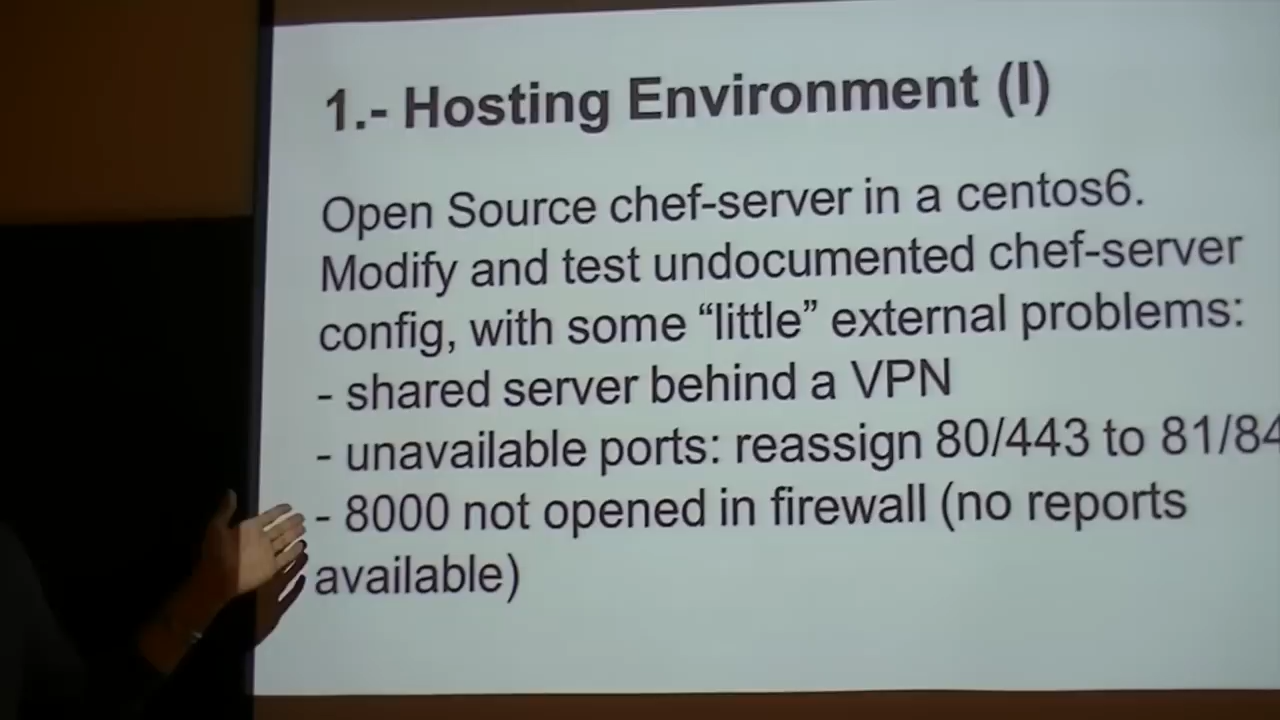 1.- Hosting Environment (I)
Open Source chef-server in a centos6.
Modify and test undocumented chef-server
config, with some “little” external problems:
- shared server behind a VPN
- unavailable ports: reassign 80/443 to 81/84
- 8000 not opened in firewall (no reports
available)